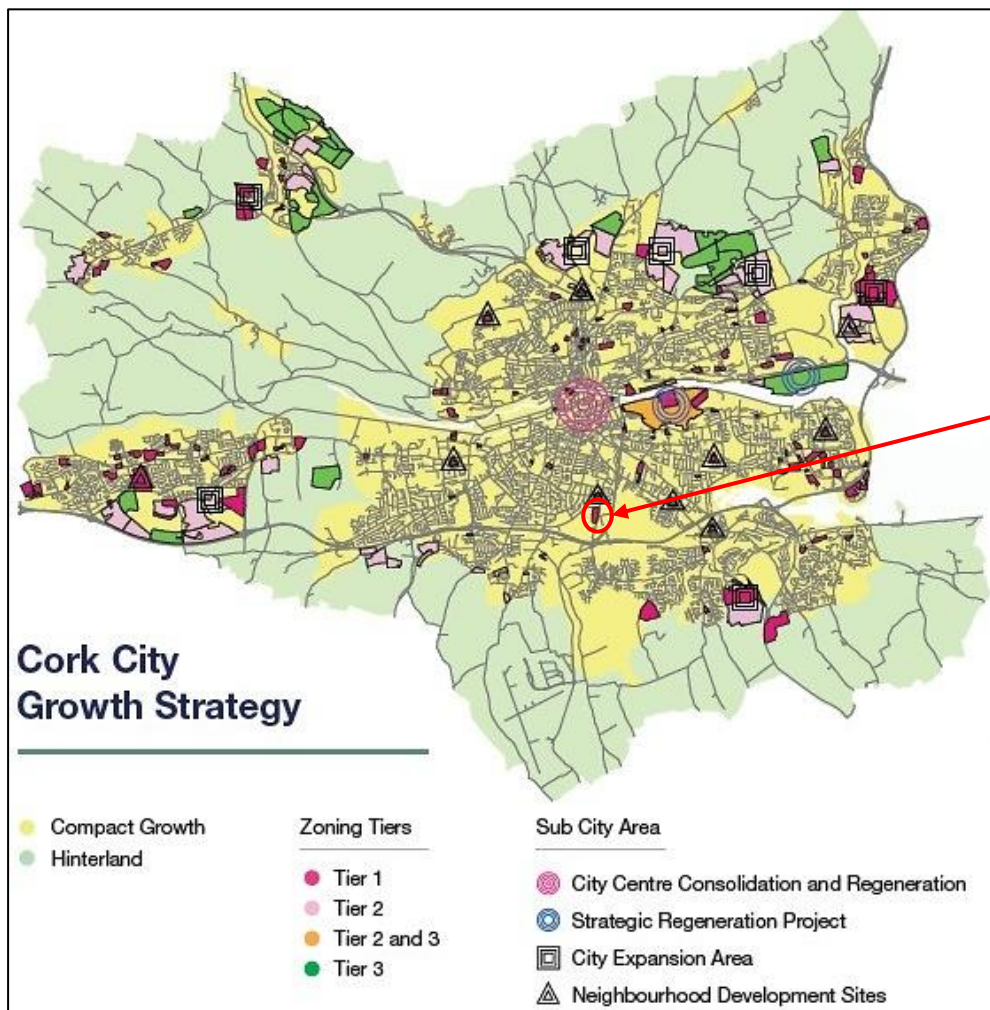 Cork City
Growth Strategy
Compact Growth
Hinterland
Zoning Tiers
Tier 1
Tier 2
Tier 2 and 3
Tier 3
Sub City Area
City Centre Consolidation and Regeneration
Strategic Regeneration Project
City Expansion Area
Neighbourhood Development Sites